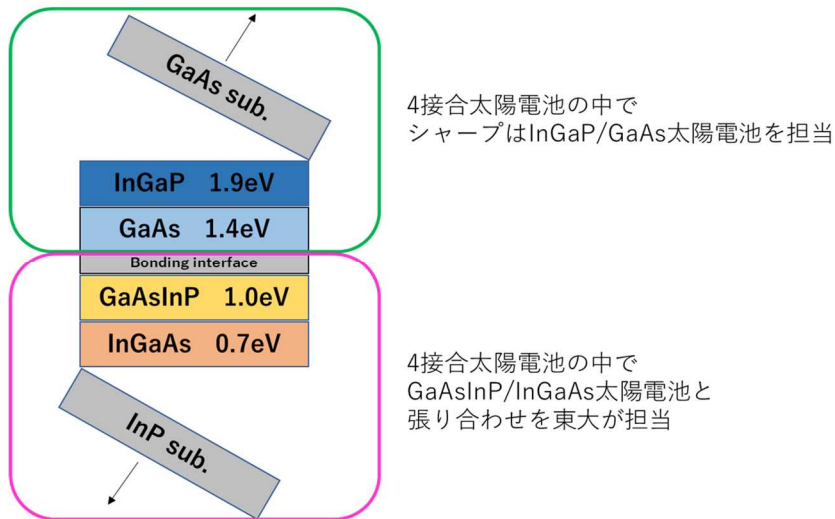 GaAs sub.
InGaP 1.9eV
GaAs 1.4eV
Bonding interface
GaAsInP 1.0eV
InGaAs 0.7eV
InP sub.
4接合太陽電池の中で
シャープはInGaP/GaAs太陽電池を担当
4接合太陽電池の中で
GaAsInP/InGaAs太陽電池と
張り合わせを東大が担当